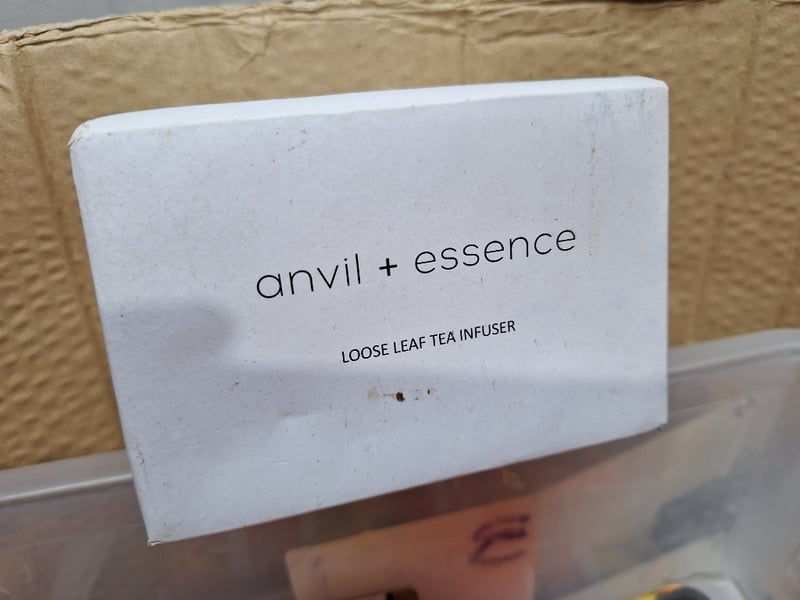 anvil + essence
LOOSE LEAF TEA INFUSER